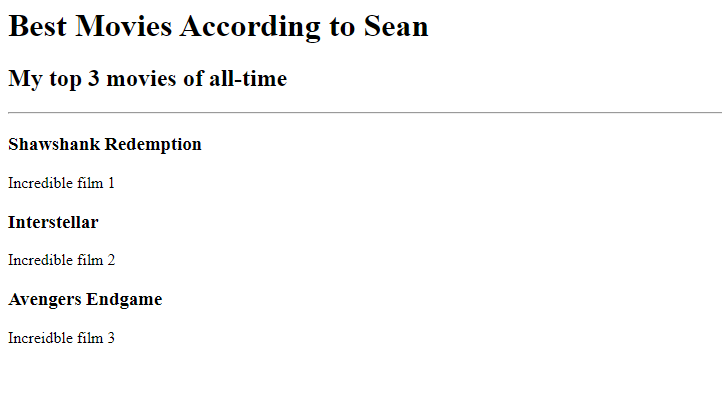 Best Movies According to Sean
My top 3 movies of all-time
Shawshank Redemption
Incredible film 1
Interstellar
Incredible film 2
Avengers Endgame
Increidble film 3